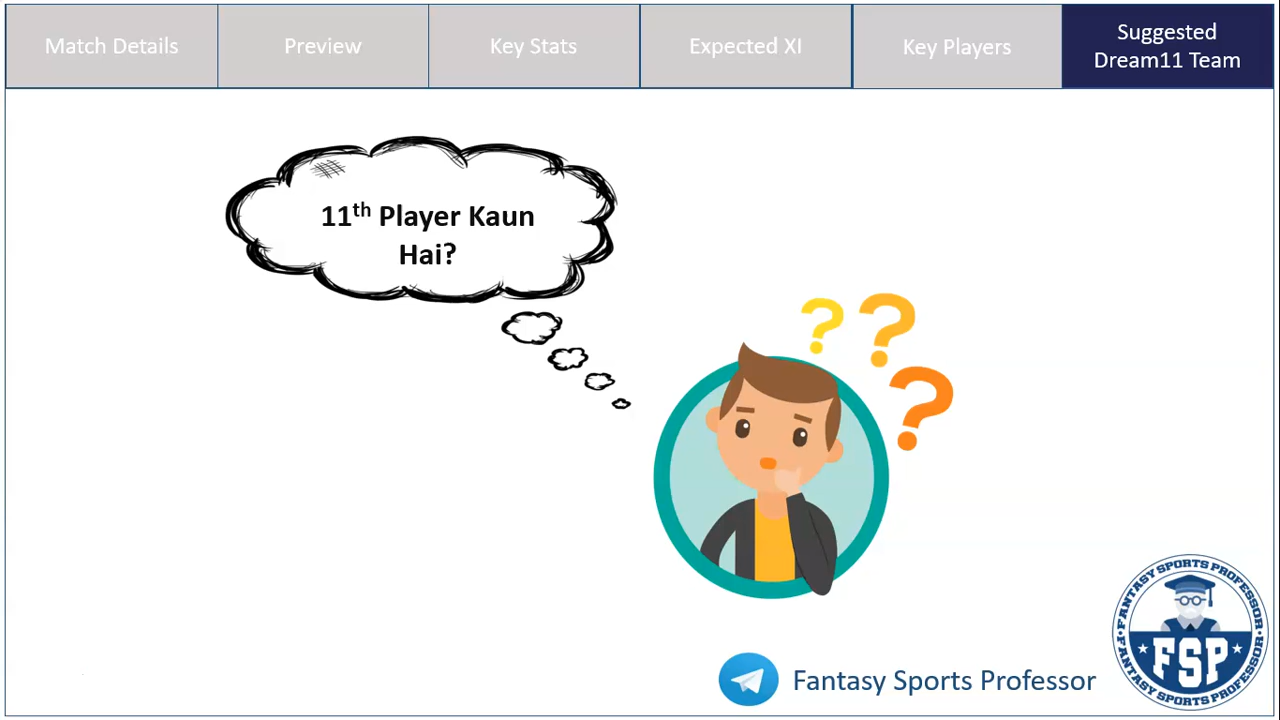 Match Details
Preview
Key Stats
Expected XI
Key Players
Suggested
Dream11 Team
11th Player Kaun
Hai?
? ? ?
Fantasy Sports Professor
FANTASY SPORTS PROFESSOR
FSP
FANTASY SPORTS PROFESSOR